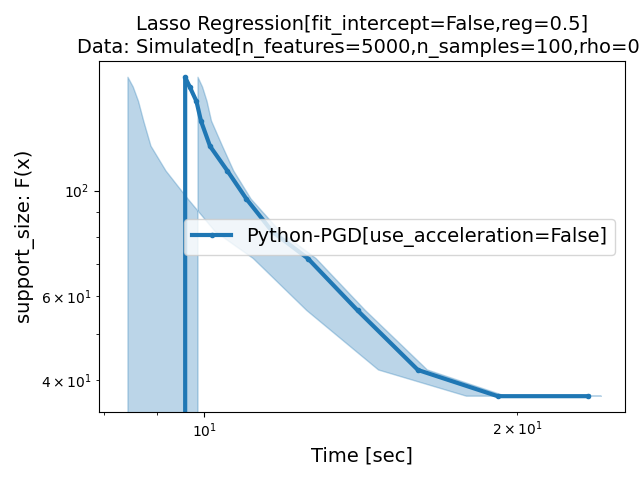 Lasso Regression[fit_intercept=False,reg=0.5]
Data: Simulated[n_features=5000,n_samples=100,rho=0
support_size: F(x)
10²
6 × 10¹
4 × 10¹
Python-PGD[use_acceleration=False]
10¹
2 × 10¹
Time [sec]